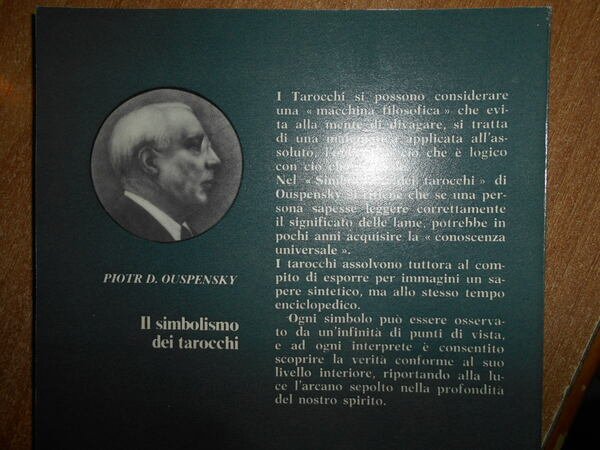 PIOTR D. OUSPENSKY
Il simbolismo
dei tarocchi
I Tarocchi si possono considerare
una « macchina filosofica » che evi-
ta alla mente di divagare, si tratta
di una applicata all'as-
soluto, ciò che è logico
con ciò
Nel « dei tarocchi » di
Ouspensky che se una per-
sona sapesse leggere correttamente
il significato delle lame, potrebbe in
pochi anni acquisire la « conoscenza
universale ».
I tarocchi assolvono tuttora al com-
pito di esporre per immagini un sa-
pere sintetico, ma allo stesso tempo
enciclopedico.
Ogni simbolo può essere osserva-
to da un'infinità di punti di vista,
e ad ogni interprete è consentito
scoprire la verità conforme al suo
livello interiore, riportando alla lu-
ce l'arcano sepolto nella profondità
del nostro spirito.